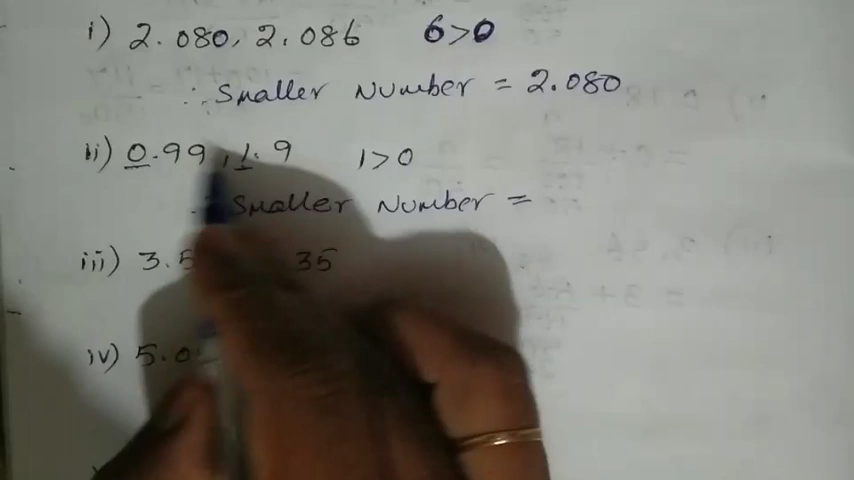 i) 2.080, 2.086 6>0
∴ Smaller Number = 2.080
ii) 0.99, 1.9 1>0
Smaller Number =
iii) 3.5 35
iv) 5.0